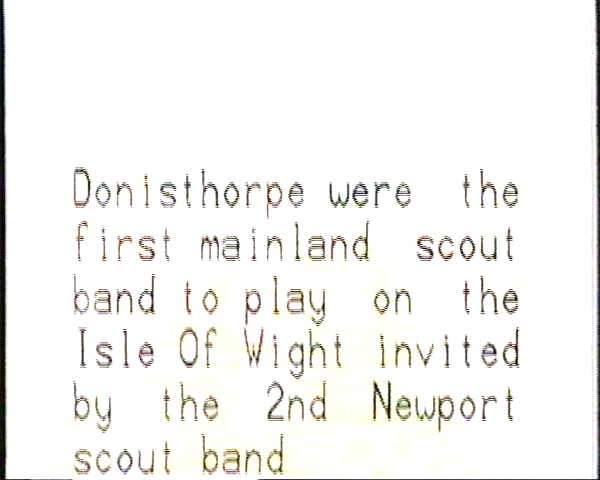 Donisthorpe were the
first mainland scout
band to play on the
Isle Of Wight invited
by the 2nd Newport
scout band